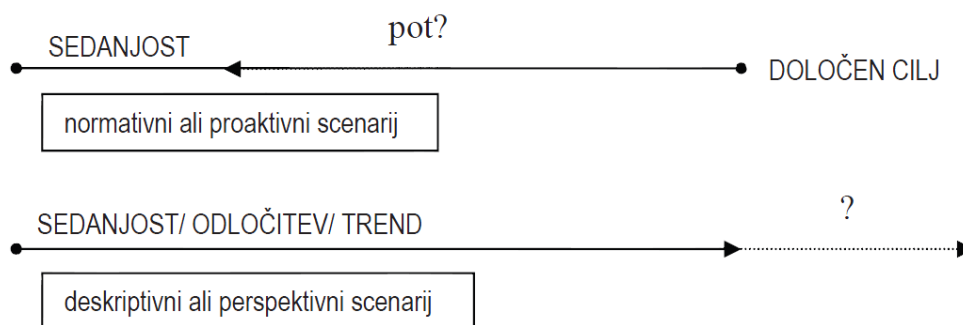 pot?
SEDANJOST
DOLOČEN CILJ
normativni ali proaktivni scenarij
?
SEDANJOST/ ODLOČITEV/ TREND
deskriptivni ali perspektivni scenarij